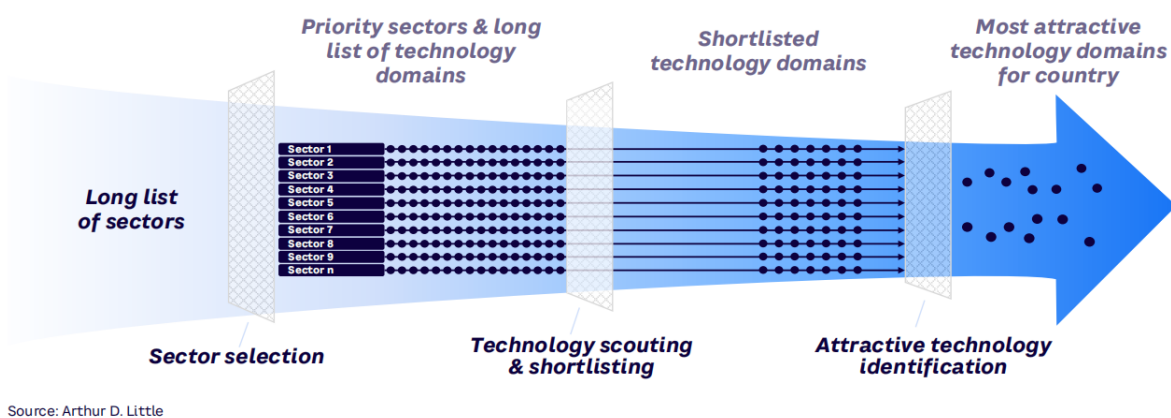 Priority sectors & long
list of technology
domains
Shortlisted
technology domains
Most attractive
technology domains
for country
Long list
of sectors
Sector 1
Sector 2
Sector 3
Sector 4
Sector 5
Sector 6
Sector 7
Sector 8
Sector 9
Sector n
Sector selection
Technology scouting
& shortlisting
Attractive technology
identification
Source: Arthur D. Little